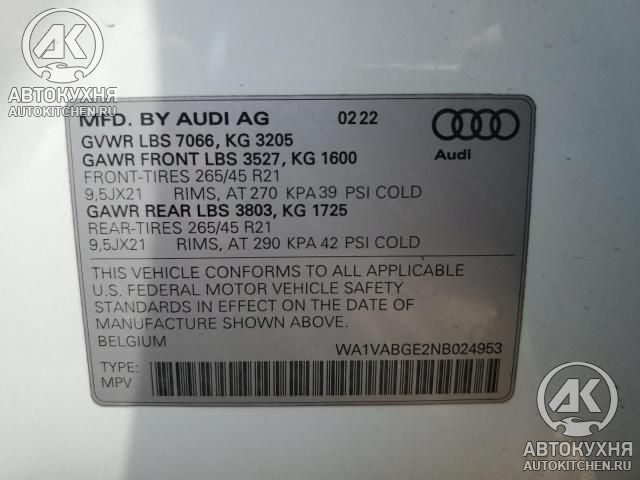 АК
АВТОКУХНЯ
AUTOKITCHEN.RU
MFD. BY AUDI AG 02 22
GVWR LBS 7066, KG 3205
GAWR FRONT LBS 3527, KG 1600
FRONT-TIRES 265/45 R21
9,5JX21 RIMS, AT 270 KPA 39 PSI COLD
GAWR REAR LBS 3803, KG 1725
REAR-TIRES 265/45 R21
9,5JX21 RIMS, AT 290 KPA 42 PSI COLD
Audi
THIS VEHICLE CONFORMS TO ALL APPLICABLE
U.S. FEDERAL MOTOR VEHICLE SAFETY
STANDARDS IN EFFECT ON THE DATE OF
MANUFACTURE SHOWN ABOVE.
BELGIUM WA1VABGE2NB024953
TYPE:
MPV
АК
АВТОКУХНЯ
AUTOKITCHEN.RU